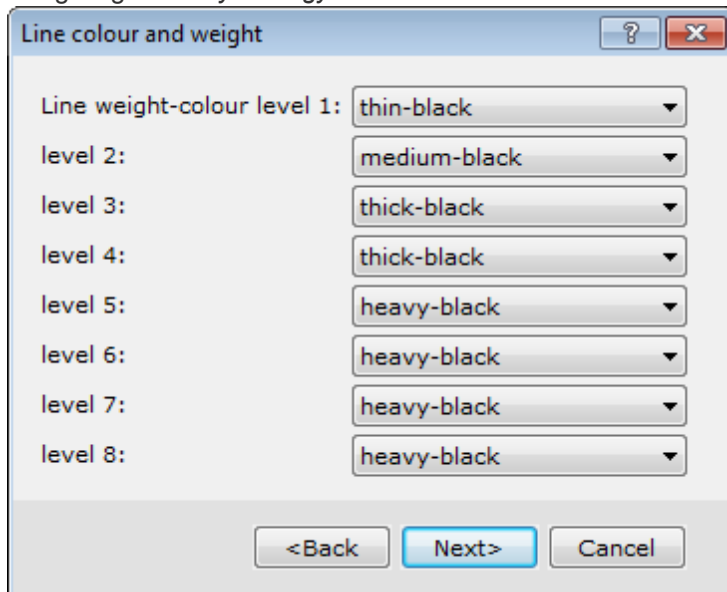 Line colour and weight
?
Line weight-colour level 1: thin-black
level 2: medium-black
level 3: thick-black
level 4: thick-black
level 5: heavy-black
level 6: heavy-black
level 7: heavy-black
level 8: heavy-black
<Back Next> Cancel